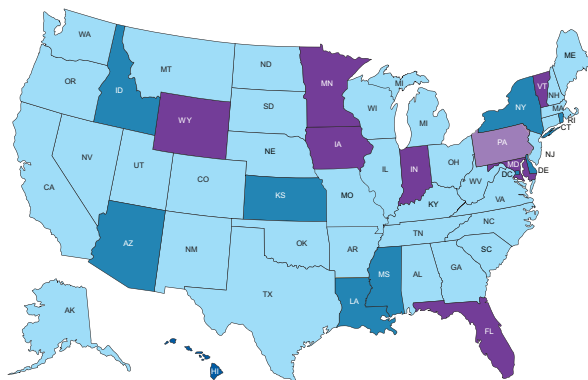 WA
MT
ND
MN
ME
OR
ID
SD
WI
MI
VT
NH
NY
MA
RI
CT
WY
MI
IA
PA
NJ
NE
OH
MD
DE
DC
NV
UT
CO
IL
IN
WV
VA
CA
KS
MO
KY
NC
TN
AZ
NM
OK
AR
SC
MS
AL
GA
TX
LA
AK
FL
HI